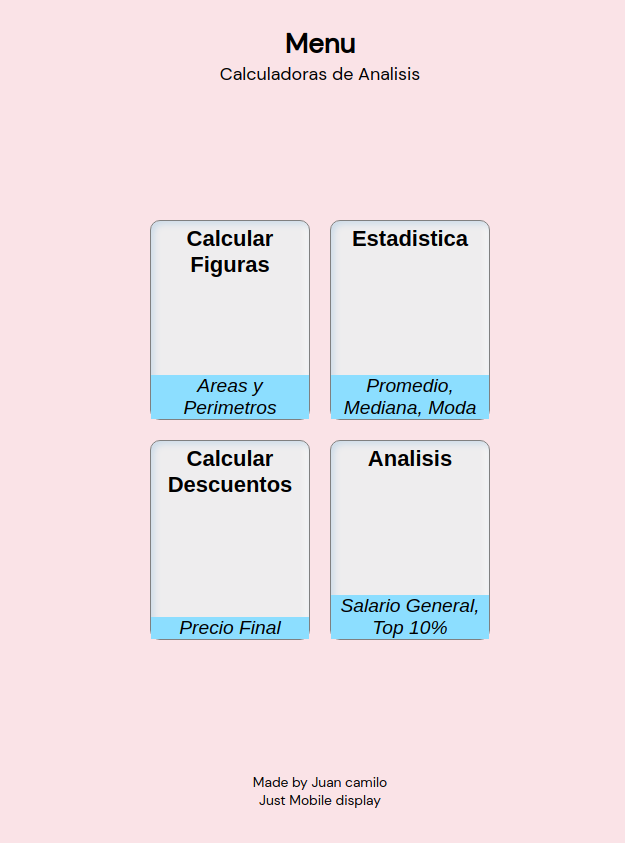 Menu
Calculadoras de Analisis
Calcular
Figuras
Areas y
Perimetros
Estadistica
Promedio,
Mediana, Moda
Calcular
Descuentos
Precio Final
Analisis
Salario General,
Top 10%
Made by Juan camilo
Just Mobile display